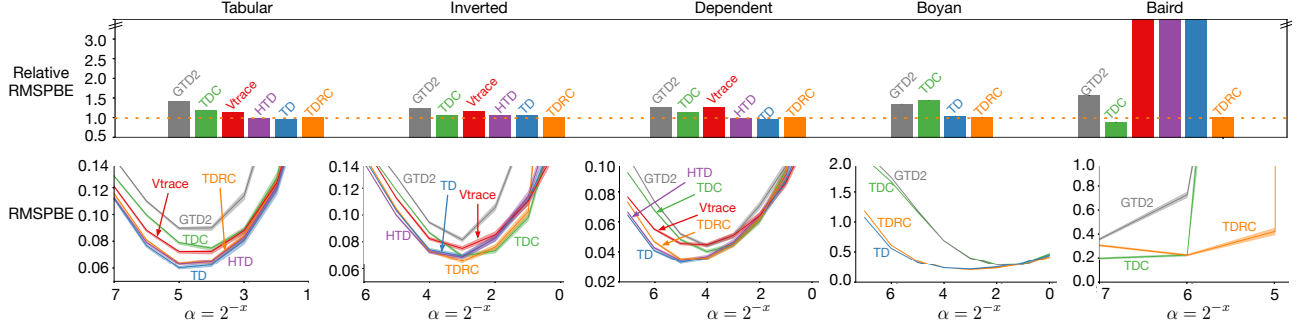 Tabular Inverted Dependent Boyan Baird
Relative RMSPBE
3.0
2.5
2.0
1.5
1.0
0.5
GTD2 TDC Vtrace HTD TD TDRC
GTD2 TDC Vtrace HTD TD TDRC
GTD2 TDC Vtrace HTD TD TDRC
GTD2 TDC TD TDRC
GTD2 TDC TDRC
RMSPBE
0.14
0.12
0.10
0.08
0.06
Vtrace TDRC
GTD2
TDC
HTD
TD
7 5 3 1
α = 2^{-x}
0.14
0.12
0.10
0.08
0.06
GTD2 TD Vtrace
HTD
TDC
TDRC
6 4 2 0
α = 2^{-x}
0.10
0.08
0.06
0.04
0.02
GTD2 HTD
TDC
Vtrace
TDRC
TD
6 4 2 0
α = 2^{-x}
2.0
1.5
1.0
0.5
0.0
GTD2
TDC
TDRC
TD
6 4 2 0
α = 2^{-x}
1.0
0.8
0.6
0.4
0.2
0.0
GTD2
TDRC
TDC
7 6 5
α = 2^{-x}